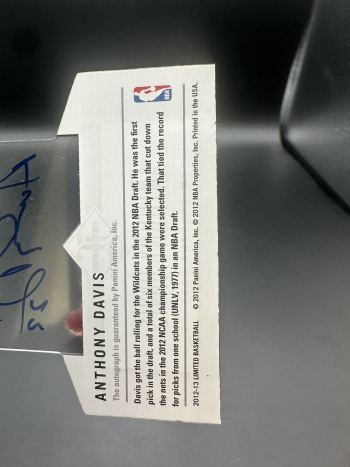 ANTHONY DAVIS
The autograph is guaranteed by Panini America, Inc.
Davis got the ball rolling for the Wildcats in the 2012 NBA Draft. He was the first
pick in the draft, and a total of six members of the Kentucky team that cut down
the nets in the 2012 NCAA championship game were selected. That tied the record
for picks from one school (UNLV, 1977) in an NBA Draft.
2012-13 LIMITED BASKETBALL © 2012 Panini America, Inc. © 2012 NBA Properties, Inc. Printed in the USA.
NBA